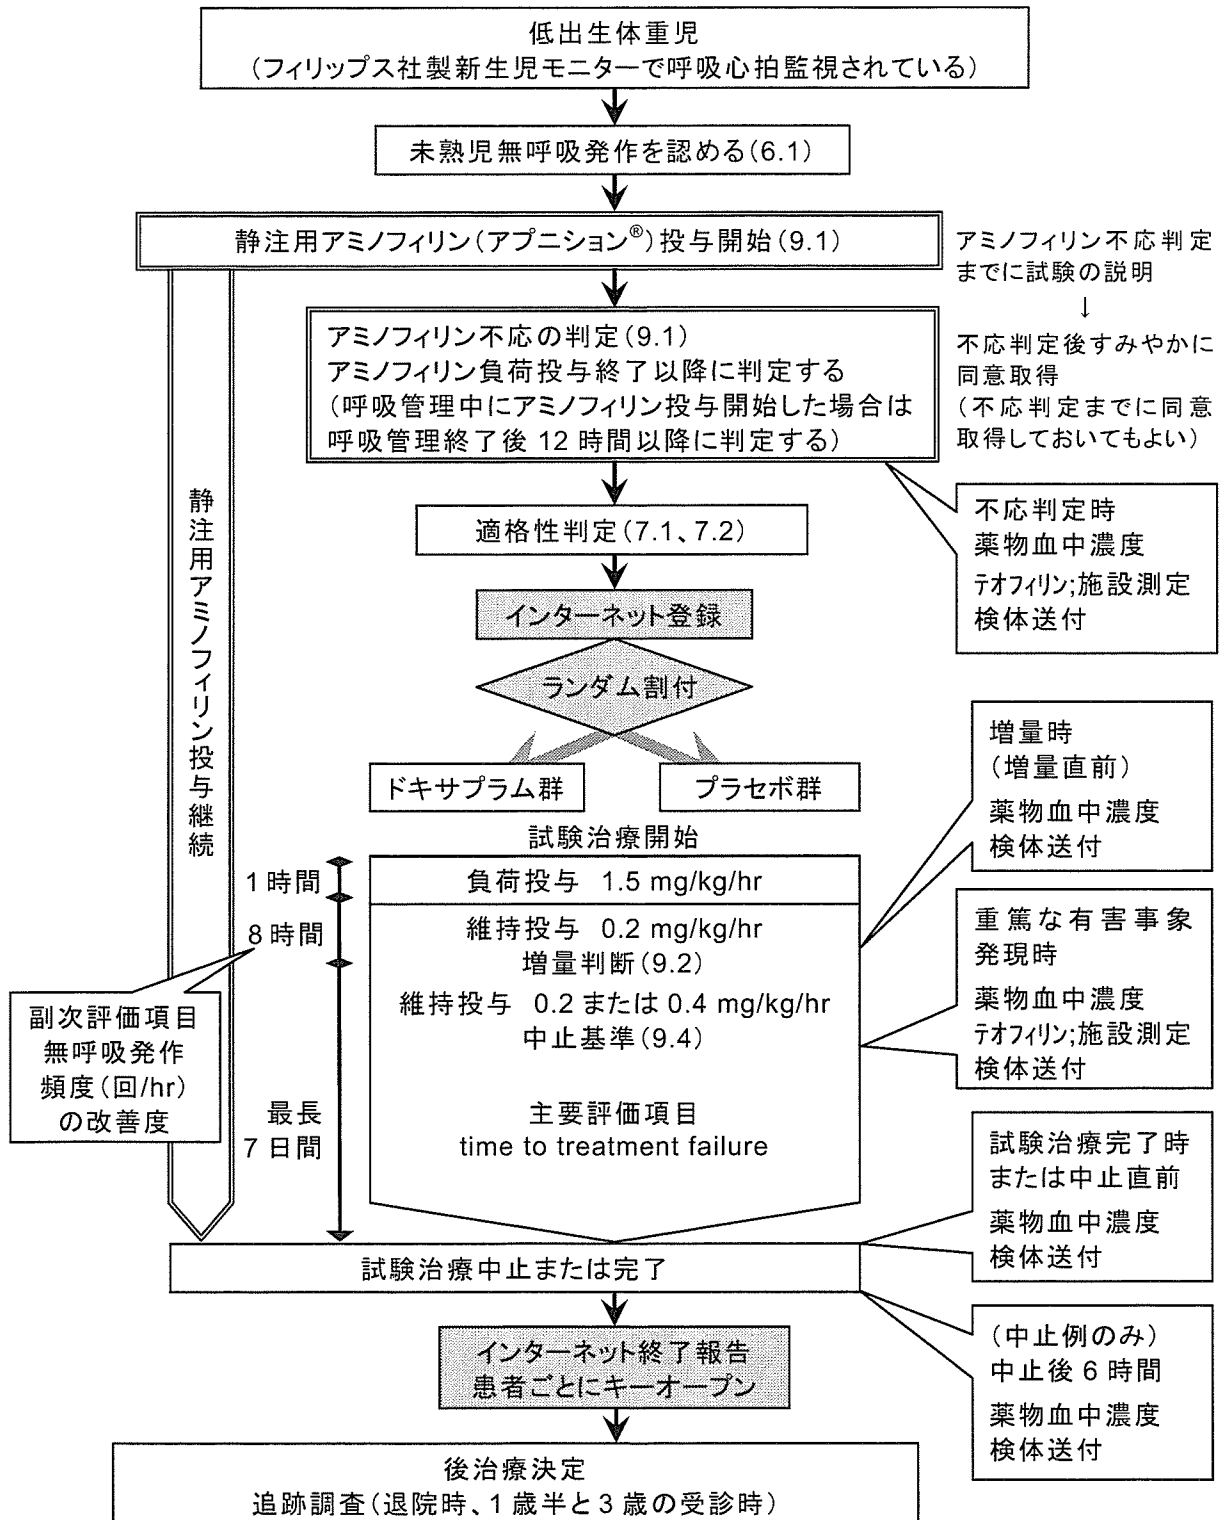 低出生体重児
(フィリップス社製新生児モニターで呼吸心拍監視されている)
未熟児無呼吸発作を認める(6.1)
静注用アミノフィリン(アプニション®)投与開始(9.1)
アミノフィリン不応判定
までに試験の説明
↓
不応判定後すみやかに
同意取得
(不応判定までに同意
取得しておいてもよい)
アミノフィリン不応の判定(9.1)
アミノフィリン負荷投与終了以降に判定する
(呼吸管理中にアミノフィリン投与開始した場合は
呼吸管理終了後 12 時間以降に判定する)
静注用アミノフィリン投与継続
不応判定時
薬物血中濃度
テオフィリン;施設測定
検体送付
適格性判定(7.1、7.2)
インターネット登録
ランダム割付
ドキサプラム群
プラセボ群
増量時
(増量直前)
薬物血中濃度
検体送付
試験治療開始
1 時間
負荷投与 1.5 mg/kg/hr
8 時間
維持投与 0.2 mg/kg/hr
増量判断(9.2)
維持投与 0.2 または 0.4 mg/kg/hr
中止基準(9.4)
重篤な有害事象
発現時
薬物血中濃度
テオフィリン;施設測定
検体送付
副次評価項目
無呼吸発作
頻度(回/hr)
の改善度
最長
7 日間
主要評価項目
time to treatment failure
試験治療完了時
または中止直前
薬物血中濃度
検体送付
試験治療中止または完了
(中止例のみ)
中止後 6 時間
薬物血中濃度
検体送付
インターネット終了報告
患者ごとにキーオープン
後治療決定
追跡調査(退院時、1 歳半と 3 歳の受診時)